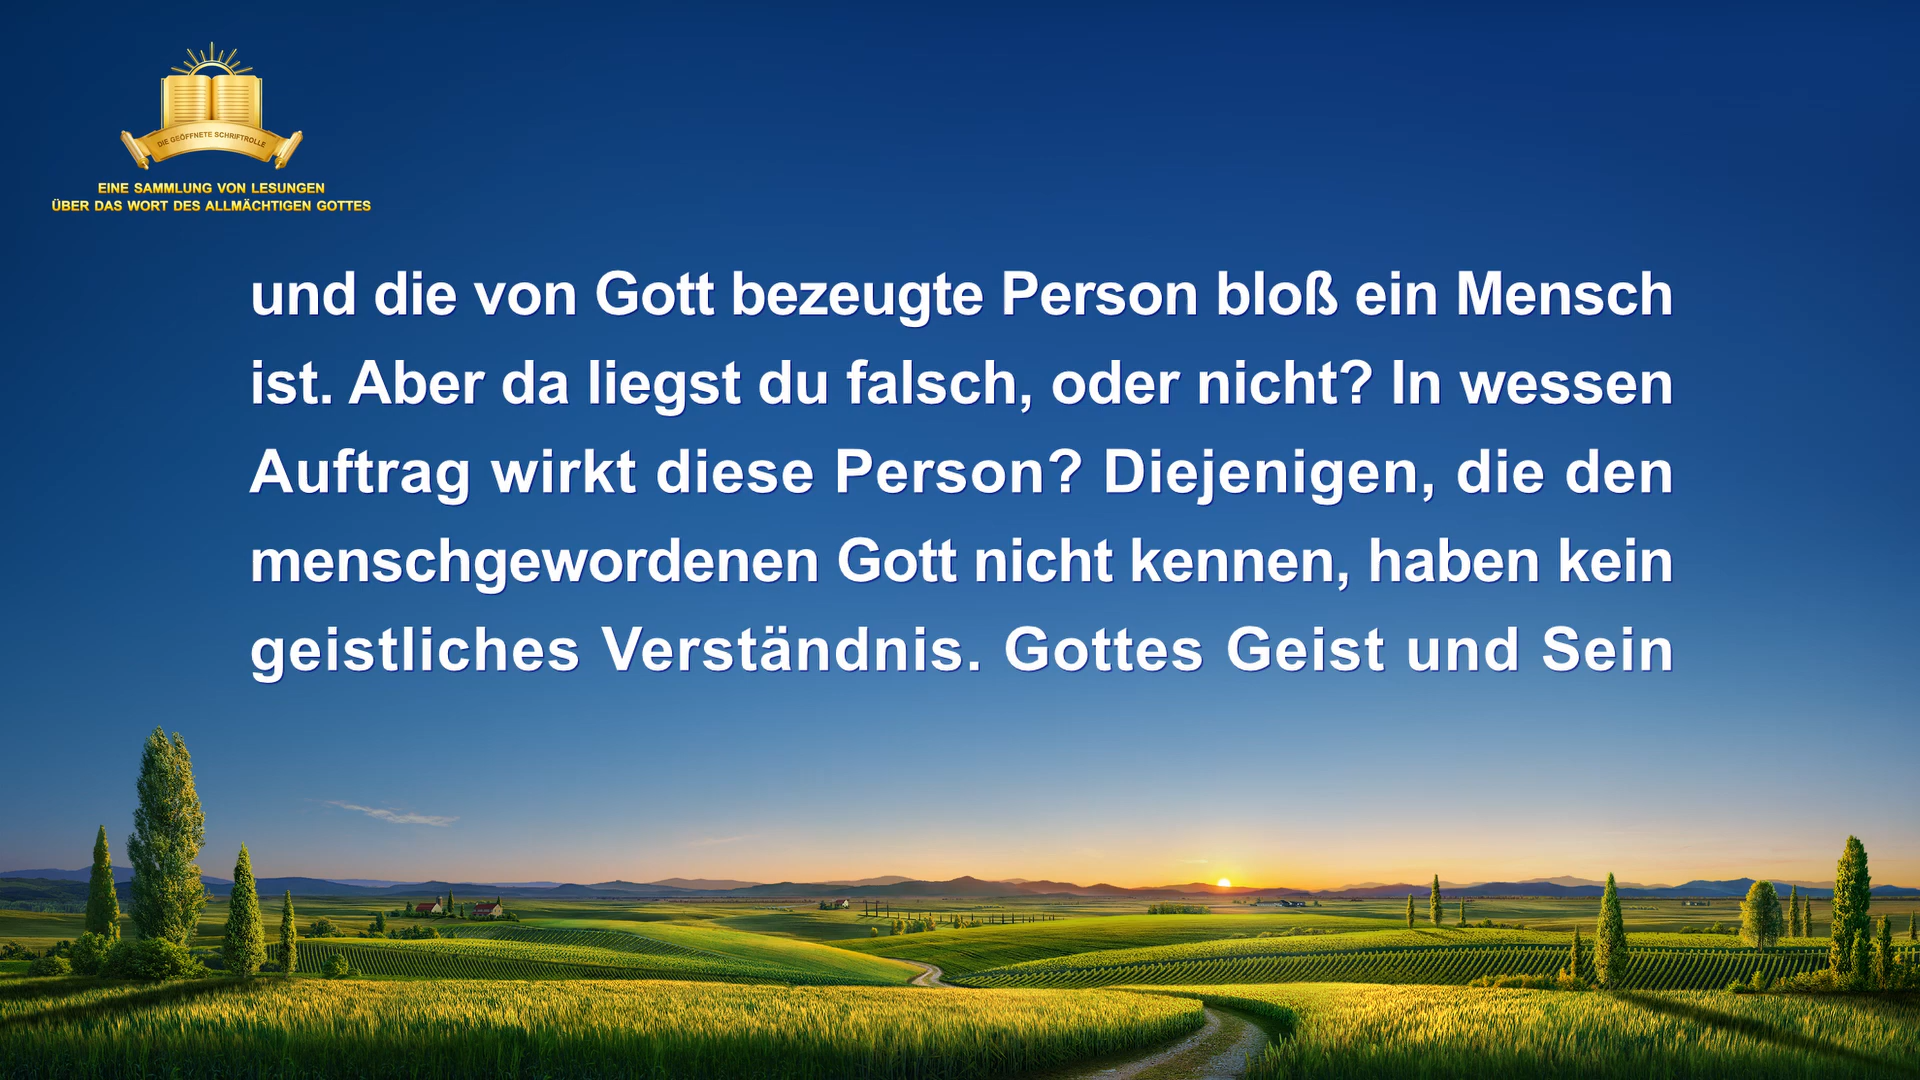 DIE GEÖFFNETE SCHRIFTROLLE
EINE SAMMLUNG VON LESUNGEN
ÜBER DAS WORT DES ALLMÄCHTIGEN GOTTES
und die von Gott bezeugte Person bloß ein Mensch
ist. Aber da liegst du falsch, oder nicht? In wessen
Auftrag wirkt diese Person? Diejenigen, die den
menschgewordenen Gott nicht kennen, haben kein
geistliches Verständnis. Gottes Geist und Sein